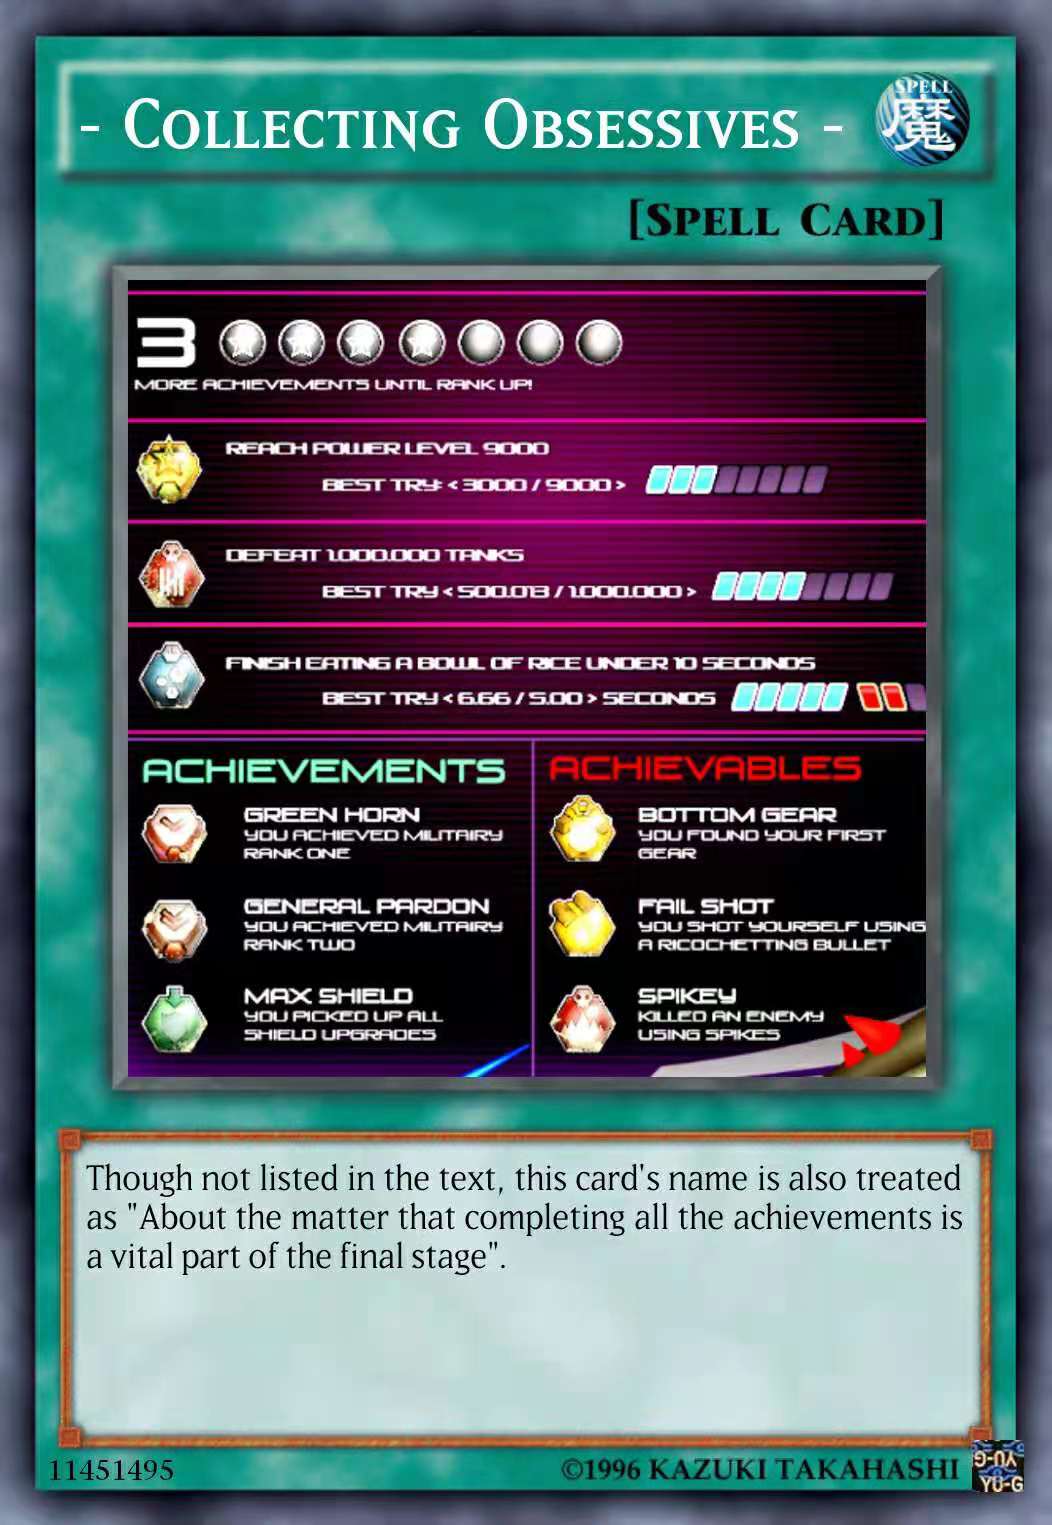 - Collecting Obsessives -
SPELL
魔
[Spell Card]
3
MORE ACHIEVEMENTS UNTIL RANK UP!
REACH POWER LEVEL 9000
BEST TRY: < 3000 / 9000 >
DEFEAT 1.000.000 TANKS
BEST TRY < 500.013 / 1.000.000 >
FINISH EATING A BOWL OF RICE UNDER 10 SECONDS
BEST TRY < 6.66 / 5.00 > SECONDS
ACHIEVEMENTS
GREEN HORN
YOU ACHIEVED MILITAIRY
RANK ONE
GENERAL PARDON
YOU ACHIEVED MILITAIRY
RANK TWO
MAX SHIELD
YOU PICKED UP ALL
SHIELD UPGRADES
ACHIEVABLES
BOTTOM GEAR
YOU FOUND YOUR FIRST
GEAR
FAIL SHOT
YOU SHOT YOURSELF USING
A RICOCHETTING BULLET
SPIKEY
KILLED AN ENEMY
USING SPIKES
Though not listed in the text, this card's name is also treated
as "About the matter that completing all the achievements is
a vital part of the final stage".
11451495
©1996 KAZUKI TAKAHASHI
YU-G
YU-G